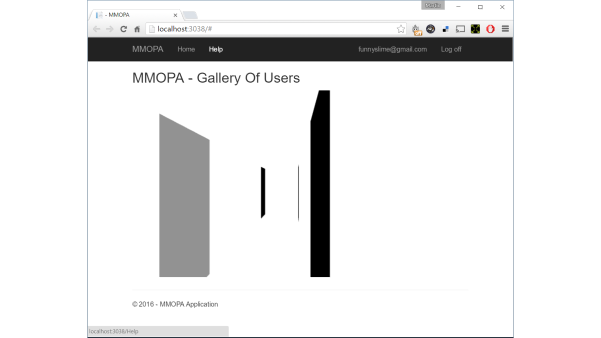 - MMOPA
localhost:3038/#
MMOPA Home Help funnyslime@gmail.com Log off
MMOPA - Gallery Of Users
© 2016 - MMOPA Application
localhost:3038/Help